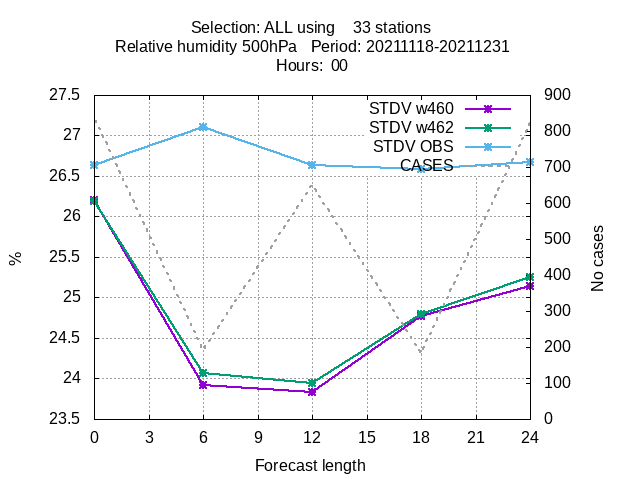 Selection: ALL using    33 stations
Relative humidity 500hPa   Period: 20211118-20211231
Hours:  00
27.5
27
26.5
26
25.5
25
24.5
24
23.5
%
STDV w460
STDV w462
STDV OBS
CASES
900
800
700
600
500
400
300
200
100
0
No cases
0 3 6 9 12 15 18 21 24
Forecast length